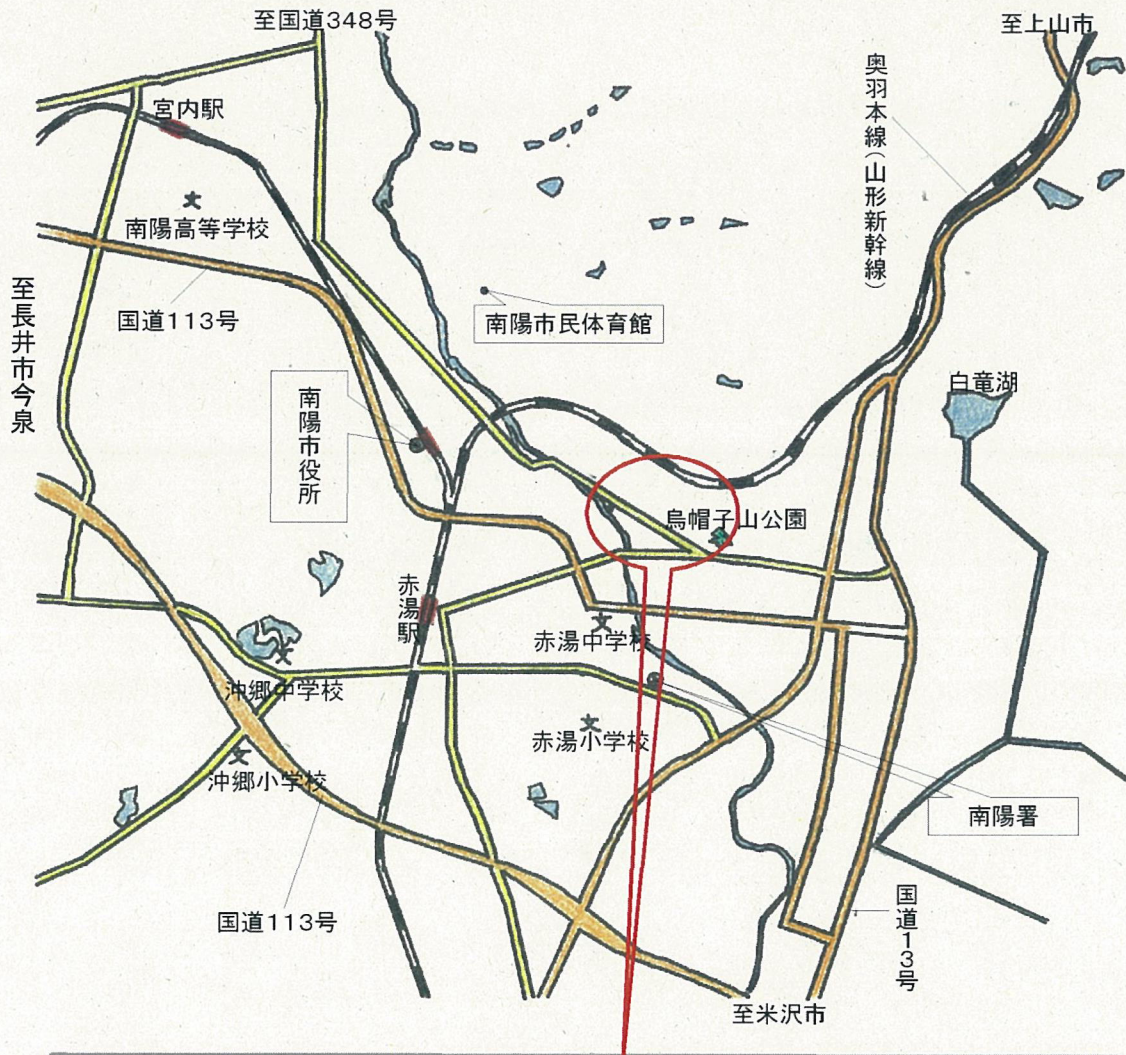 至国道348号
至上山市
奥羽本線（山形新幹線）
宮内駅
南陽高等学校
国道113号
至長井市今泉
南陽市民体育館
南陽市役所
白竜湖
烏帽子山公園
赤湯駅
赤湯中学校
沖郷中学校
赤湯小学校
沖郷小学校
南陽署
国道113号
国道13号
至米沢市